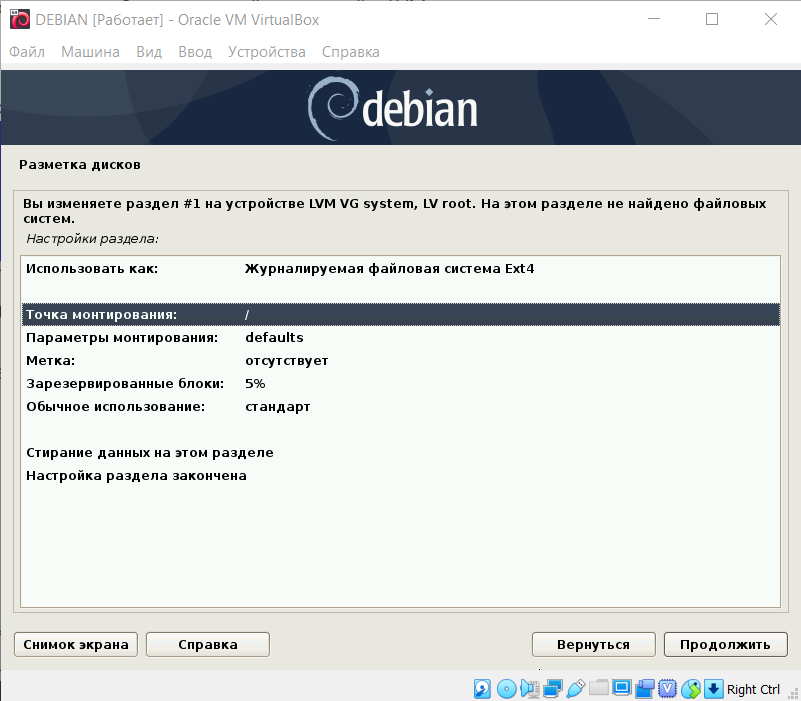 DEBIAN [Работает] - Oracle VM VirtualBox
Файл Машина Вид Ввод Устройства Справка
debian
Разметка дисков
Вы изменяете раздел #1 на устройстве LVM VG system, LV root. На этом разделе не найдено файловых
систем.
Настройки раздела:
Использовать как: Журналируемая файловая система Ext4
Точка монтирования: /
Параметры монтирования: defaults
Метка: отсутствует
Зарезервированные блоки: 5%
Обычное использование: стандарт
Стирание данных на этом разделе
Настройка раздела закончена
Снимок экрана Справка Вернуться Продолжить
Right Ctrl